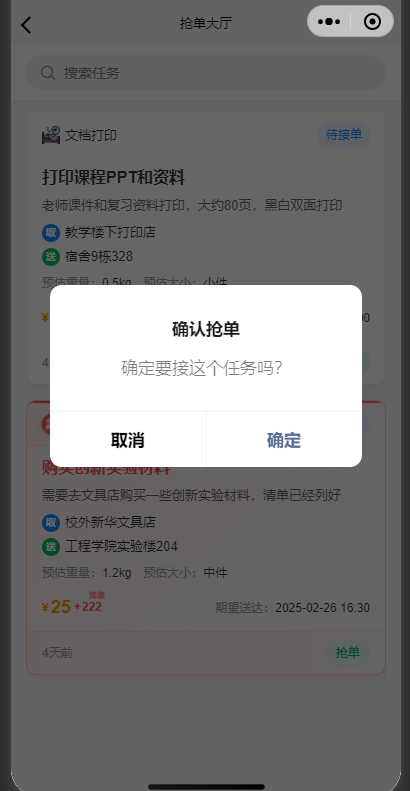 抢单大厅
搜索任务
文档打印
待接单
打印课程PPT和资料
老师课件和复习资料打印，大约80页，黑白双面打印
取 教学楼下打印店
送 宿舍9栋328
预估重量：0.5kg 预估大小：小件
确认抢单
确定要接这个任务吗？
取消
确定
购买创新实验材料
需要去文具店购买一些创新实验材料，清单已经列好
取 校外新华文具店
送 工程学院实验楼204
预估重量：1.2kg 预估大小：中件
¥25 +222 加急
期望送达：2025-02-26 16:30
4天前
抢单